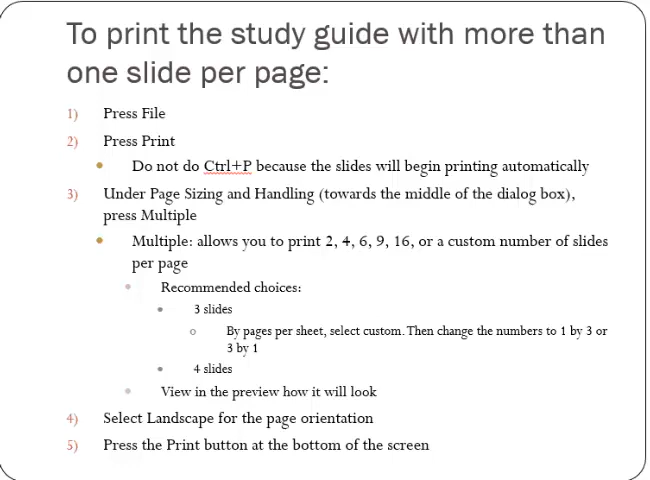 To print the study guide with more than
one slide per page:
1) Press File
2) Press Print
• Do not do Ctrl+P because the slides will begin printing automatically
3) Under Page Sizing and Handling (towards the middle of the dialog box),
press Multiple
• Multiple: allows you to print 2, 4, 6, 9, 16, or a custom number of slides
per page
• Recommended choices:
• 3 slides
○ By pages per sheet, select custom. Then change the numbers to 1 by 3 or
3 by 1
• 4 slides
• View in the preview how it will look
4) Select Landscape for the page orientation
5) Press the Print button at the bottom of the screen